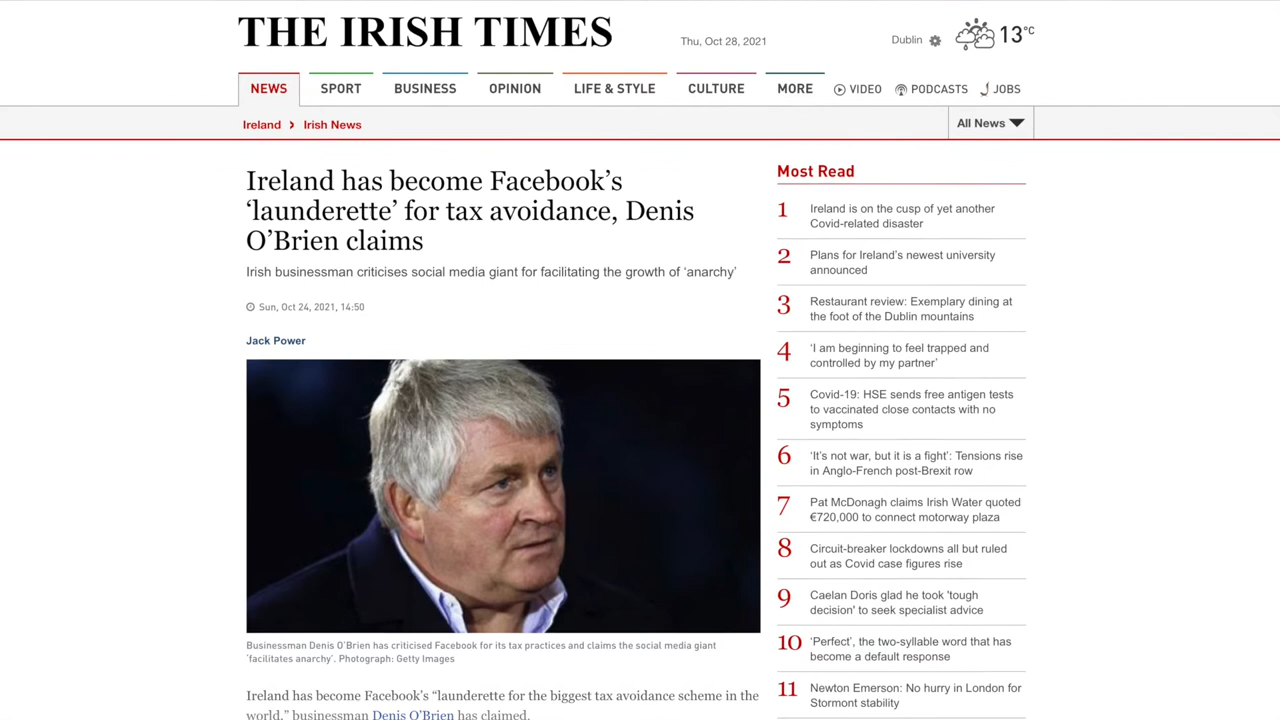 THE IRISH TIMES
Thu, Oct 28, 2021
Dublin
13°C
NEWS
SPORT
BUSINESS
OPINION
LIFE & STYLE
CULTURE
MORE
VIDEO
PODCASTS
JOBS
Ireland
Irish News
All News
Ireland has become Facebook’s
‘launderette’ for tax avoidance, Denis
O’Brien claims
Irish businessman criticises social media giant for facilitating the growth of ‘anarchy’
Sun, Oct 24, 2021, 14:50
Jack Power
Businessman Denis O’Brien has criticised Facebook for its tax practices and claims the social media giant
‘facilitates anarchy’. Photograph: Getty Images
Ireland has become Facebook’s “launderette for the biggest tax avoidance scheme in the
world,” businessman Denis O’Brien has claimed.
Most Read
1 Ireland is on the cusp of yet another
Covid-related disaster
2 Plans for Ireland’s newest university
announced
3 Restaurant review: Exemplary dining at
the foot of the Dublin mountains
4 ‘I am beginning to feel trapped and
controlled by my partner’
5 Covid-19: HSE sends free antigen tests
to vaccinated close contacts with no
symptoms
6 ‘It’s not war, but it is a fight’: Tensions rise
in Anglo-French post-Brexit row
7 Pat McDonagh claims Irish Water quoted
€720,000 to connect motorway plaza
8 Circuit-breaker lockdowns all but ruled
out as Covid case figures rise
9 Caelan Doris glad he took 'tough
decision' to seek specialist advice
10 ‘Perfect’, the two-syllable word that has
become a default response
11 Newton Emerson: No hurry in London for
Stormont stability